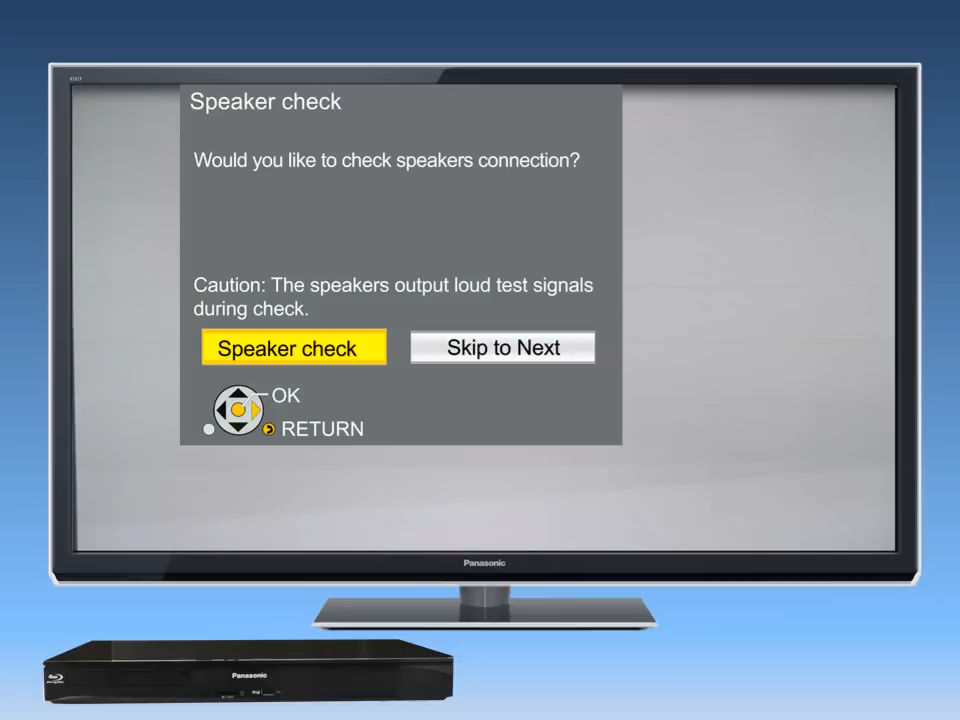 VIErA
Speaker check
Would you like to check speakers connection?
Caution: The speakers output loud test signals
during check.
Speaker check
Skip to Next
OK
RETURN
Panasonic
Panasonic